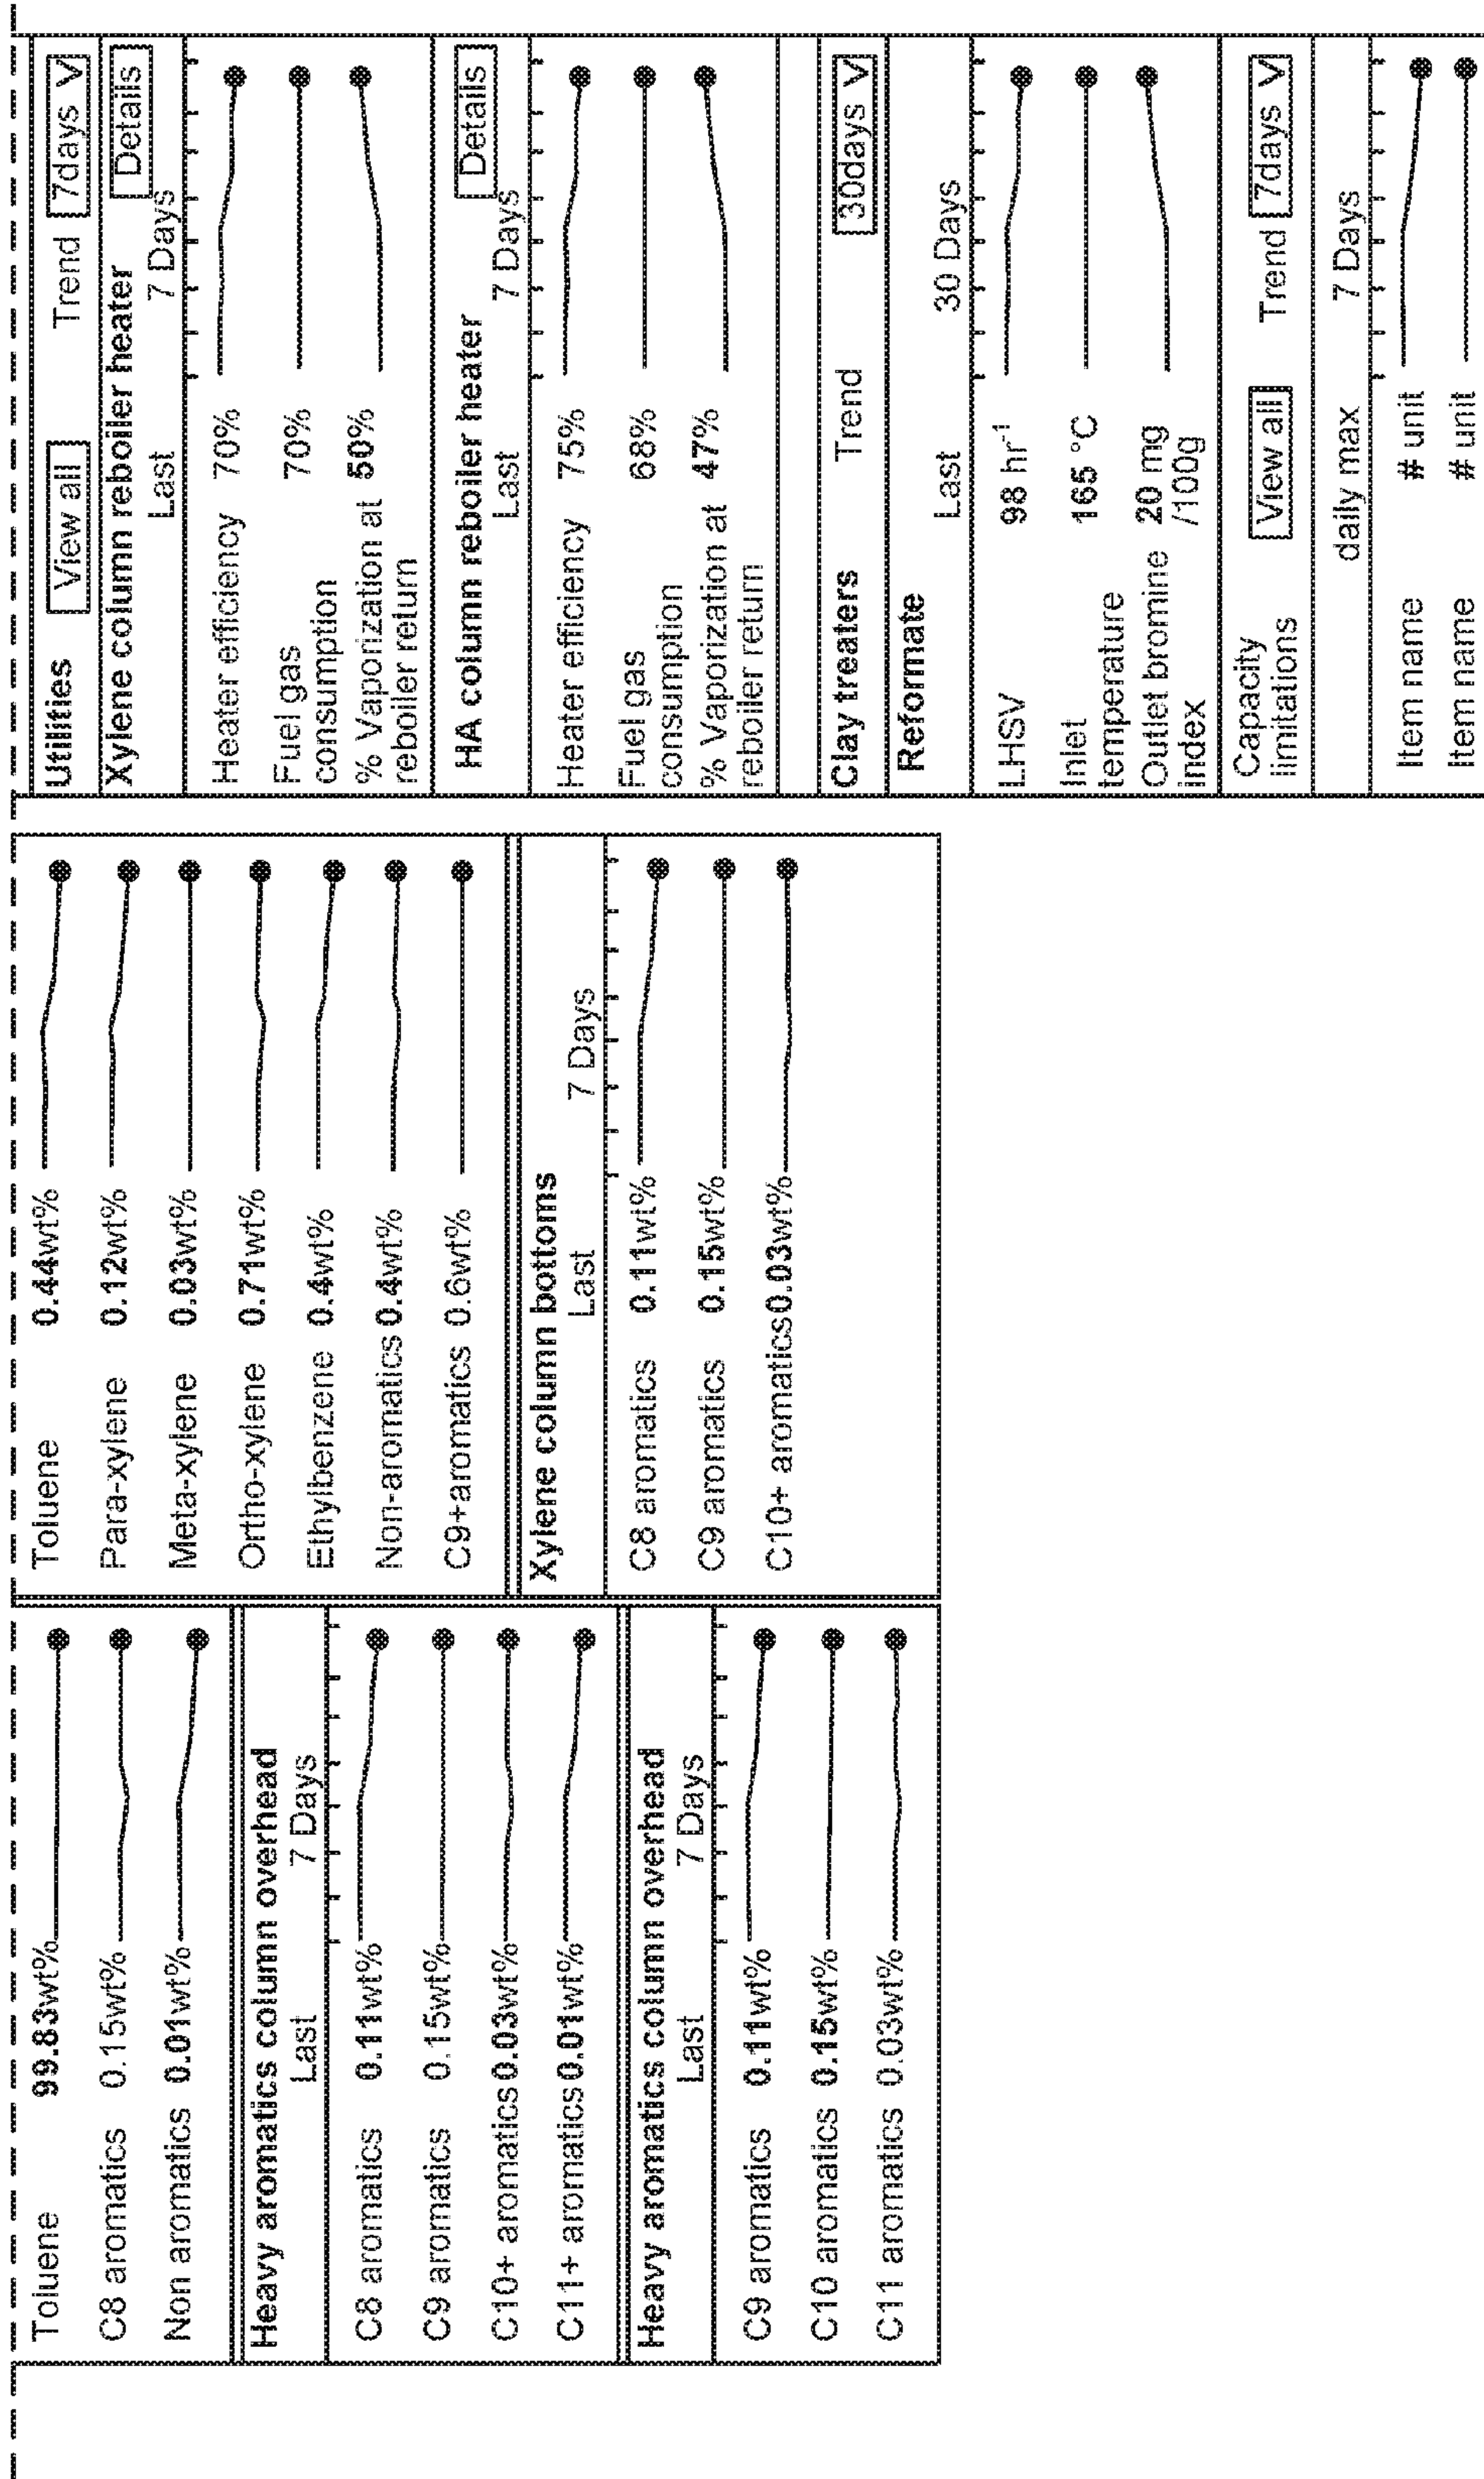 Toluene 99.83wt%
C8 aromatics 0.15wt%
Non aromatics 0.01wt%
Heavy aromatics column overhead
Last 7 Days
C8 aromatics 0.11wt%
C9 aromatics 0.15wt%
C10+ aromatics 0.03wt%
C11+ aromatics 0.01wt%
Heavy aromatics column overhead
Last 7 Days
C9 aromatics 0.11wt%
C10 aromatics 0.15wt%
C11 aromatics 0.03wt%
Toluene 0.44wt%
Para-xylene 0.12wt%
Meta-xylene 0.03wt%
Ortho-xylene 0.71wt%
Ethylbenzene 0.4wt%
Non-aromatics 0.4wt%
C9+aromatics 0.6wt%
Xylene column bottoms
Last 7 Days
C8 aromatics 0.11wt%
C9 aromatics 0.15wt%
C10+ aromatics 0.03wt%
Utilities View all Trend 7days V
Xylene column reboiler heater Details
Last 7 Days
Heater efficiency 70%
Fuel gas 70%
consumption
% Vaporization at 50%
reboiler return
HA column reboiler heater Details
Last 7 Days
Heater efficiency 75%
Fuel gas 68%
consumption
% Vaporization at 47%
reboiler return
Clay treaters Trend 30days V
Reformate
Last 30 Days
LHSV 98 hr⁻¹
Inlet 165 °C
temperature
Outlet bromine 20 mg
index /100g
Capacity View all Trend 7days V
limitations
daily max 7 Days
Item name # unit
Item name # unit